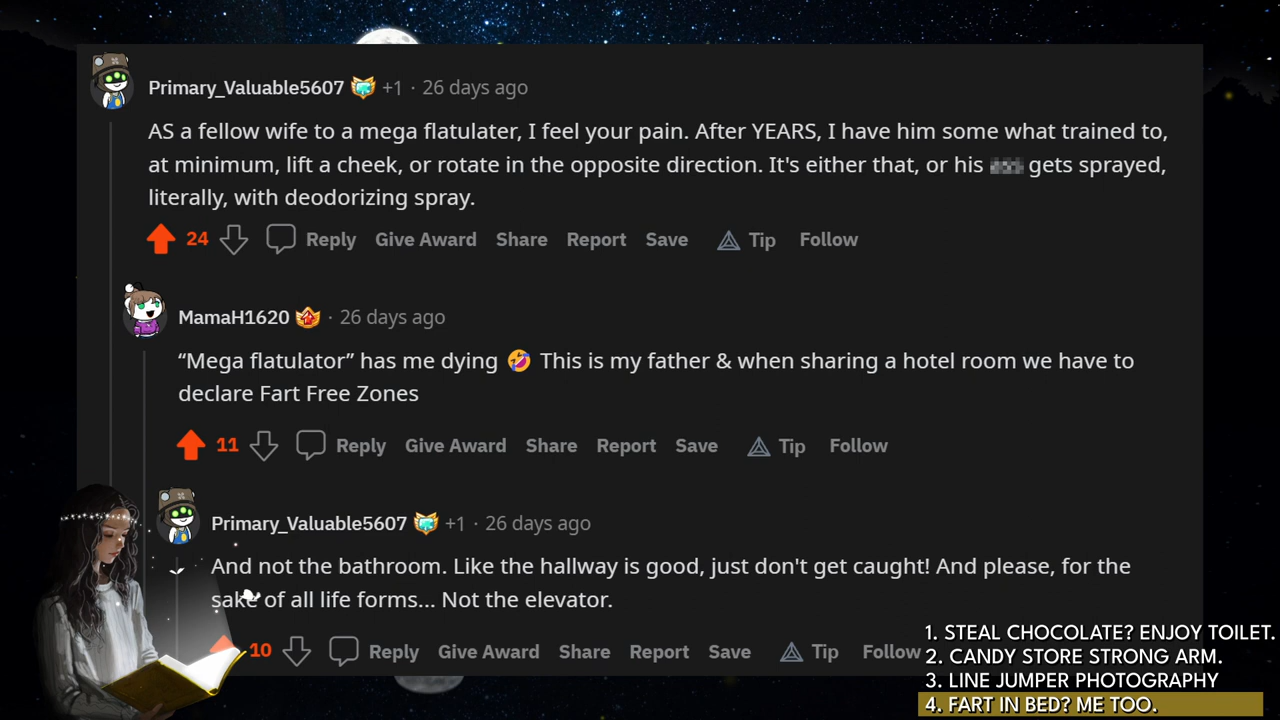 Primary_Valuable5607 +1 · 26 days ago
AS a fellow wife to a mega flatulater, I feel your pain. After YEARS, I have him some what trained to,
at minimum, lift a cheek, or rotate in the opposite direction. It's either that, or his gets sprayed,
literally, with deodorizing spray.
24 Reply Give Award Share Report Save Tip Follow
MamaH1620 · 26 days ago
“Mega flatulator” has me dying 🤣 This is my father & when sharing a hotel room we have to
declare Fart Free Zones
11 Reply Give Award Share Report Save Tip Follow
Primary_Valuable5607 +1 · 26 days ago
And not the bathroom. Like the hallway is good, just don't get caught! And please, for the
sake of all life forms... Not the elevator.
10 Reply Give Award Share Report Save Tip Follow
1. STEAL CHOCOLATE? ENJOY TOILET.
2. CANDY STORE STRONG ARM.
3. LINE JUMPER PHOTOGRAPHY
4. FART IN BED? ME TOO.